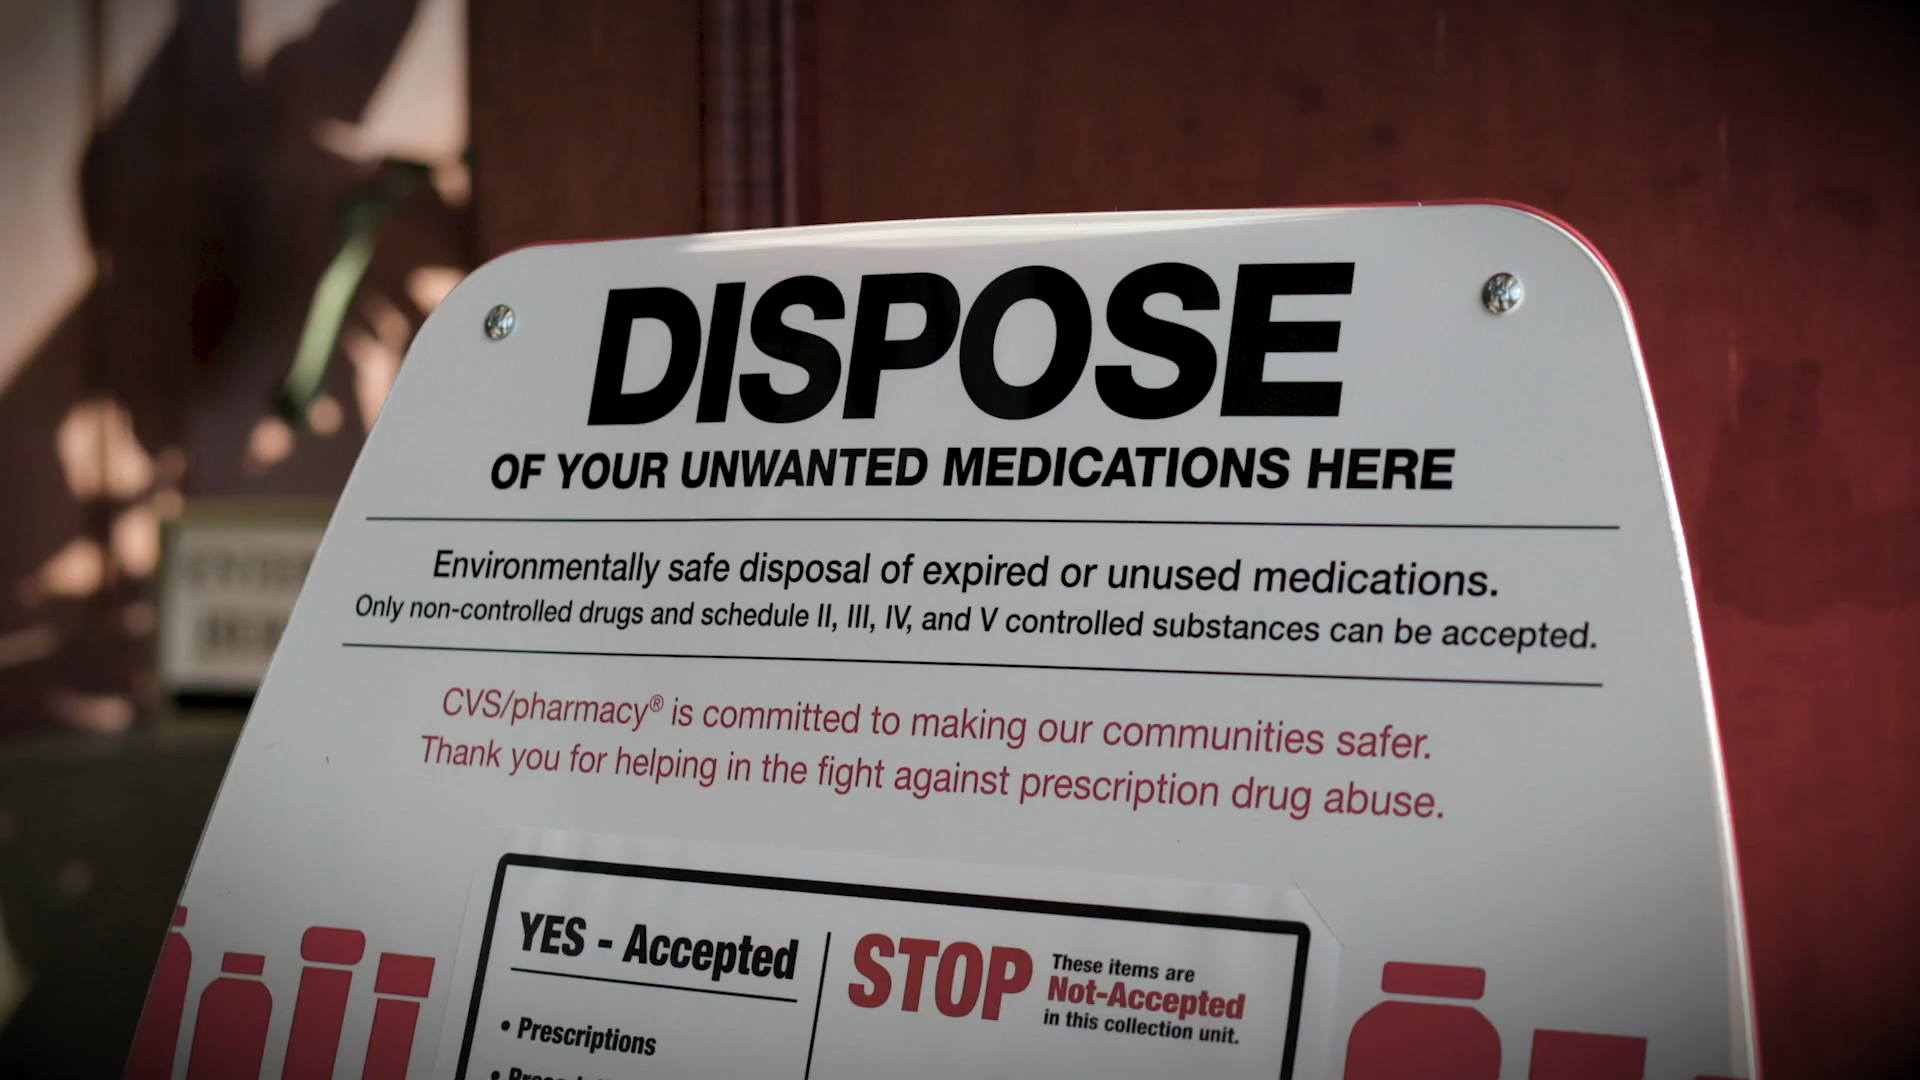 DISPOSE
OF YOUR UNWANTED MEDICATIONS HERE
Environmentally safe disposal of expired or unused medications.
Only non-controlled drugs and schedule II, III, IV, and V controlled substances can be accepted.
CVS/pharmacy® is committed to making our communities safer.
Thank you for helping in the fight against prescription drug abuse.
YES - Accepted
• Prescriptions
STOP
These items are
Not-Accepted
in this collection unit.